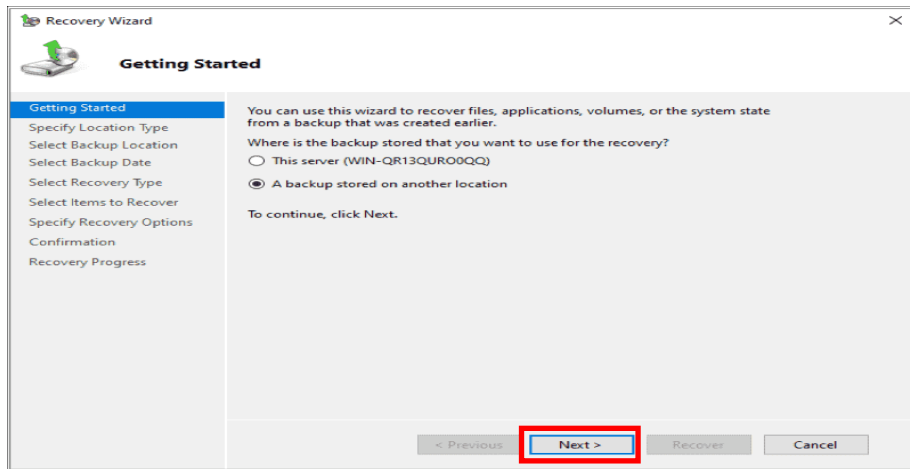 Recovery Wizard
Getting Started
Getting Started
Specify Location Type
Select Backup Location
Select Backup Date
Select Recovery Type
Select Items to Recover
Specify Recovery Options
Confirmation
Recovery Progress
You can use this wizard to recover files, applications, volumes, or the system state
from a backup that was created earlier.
Where is the backup stored that you want to use for the recovery?
This server (WIN-QR13QURO0QQ)
A backup stored on another location
To continue, click Next.
< Previous Next > Recover Cancel